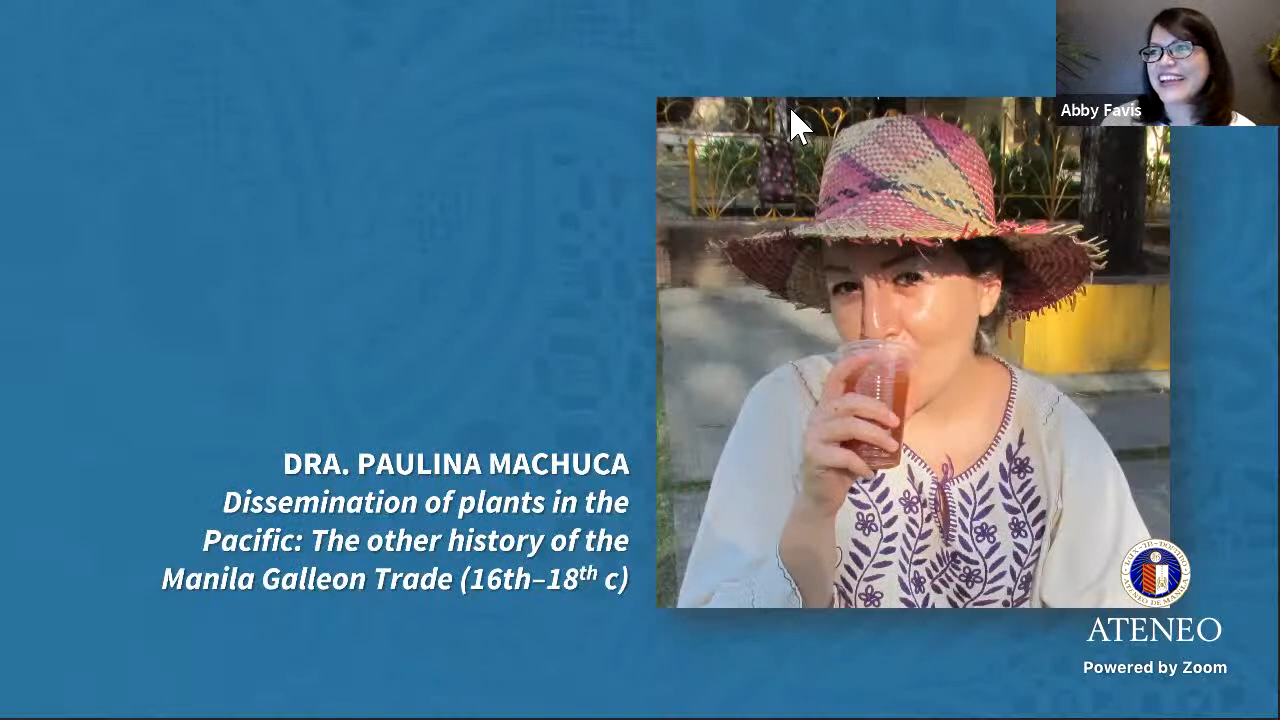 Abby Favis
DRA. PAULINA MACHUCA
Dissemination of plants in the
Pacific: The other history of the
Manila Galleon Trade (16th–18th c)
ATENEO
Powered by Zoom